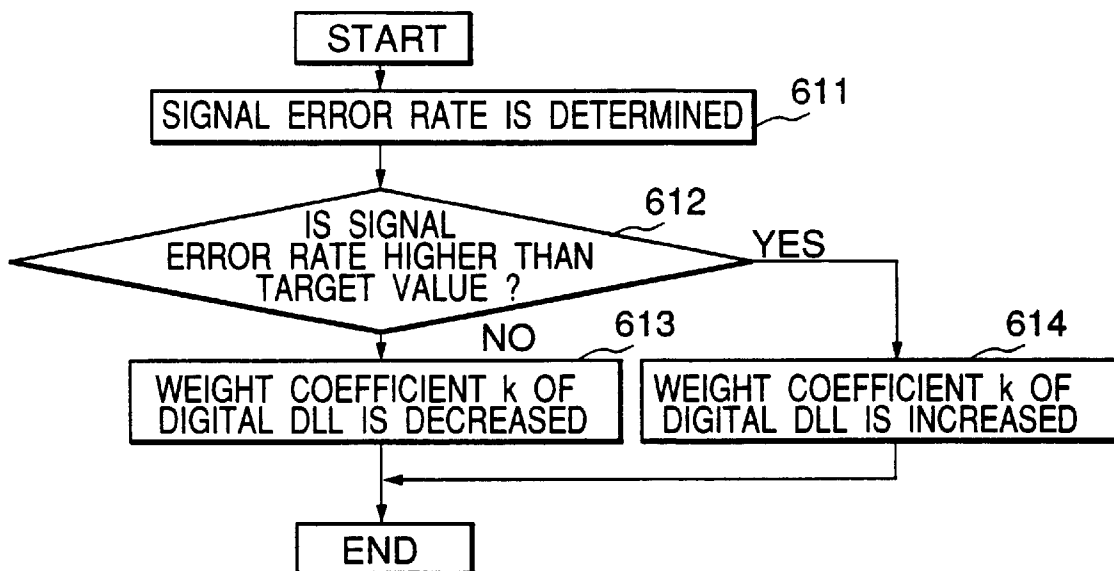 START
611
SIGNAL ERROR RATE IS DETERMINED
612
IS SIGNAL
ERROR RATE HIGHER THAN
TARGET VALUE ?
YES
NO
613
614
WEIGHT COEFFICIENT k OF
DIGITAL DLL IS DECREASED
WEIGHT COEFFICIENT k OF
DIGITAL DLL IS INCREASED
END